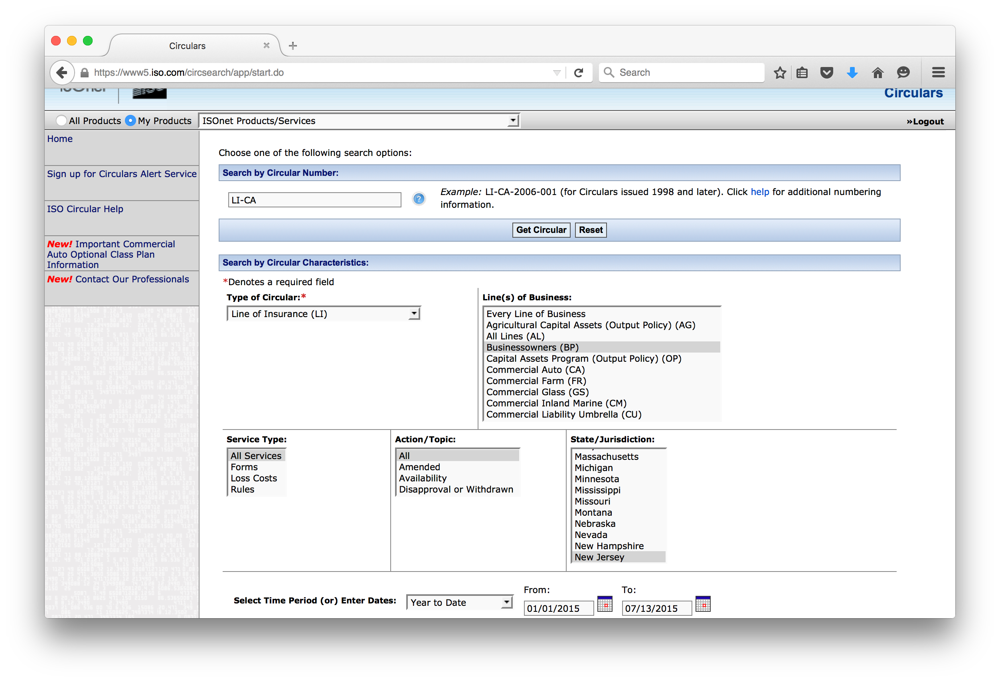 Circulars
https://www5.iso.com/circsearch/app/start.do
Search
Circulars
All Products My Products ISOnet Products/Services »Logout
Home
Sign up for Circulars Alert Service
ISO Circular Help
New! Important Commercial
Auto Optional Class Plan
Information
New! Contact Our Professionals
Choose one of the following search options:
Search by Circular Number:
LI-CA
?
Example: LI-CA-2006-001 (for Circulars issued 1998 and later). Click help for additional numbering
information.
Get Circular Reset
Search by Circular Characteristics:
*Denotes a required field
Type of Circular:*
Line of Insurance (LI)
Line(s) of Business:
Every Line of Business
Agricultural Capital Assets (Output Policy) (AG)
All Lines (AL)
Businessowners (BP)
Capital Assets Program (Output Policy) (OP)
Commercial Auto (CA)
Commercial Farm (FR)
Commercial Glass (GS)
Commercial Inland Marine (CM)
Commercial Liability Umbrella (CU)
Service Type:
All Services
Forms
Loss Costs
Rules
Action/Topic:
All
Amended
Availability
Disapproval or Withdrawn
State/Jurisdiction:
Massachusetts
Michigan
Minnesota
Mississippi
Missouri
Montana
Nebraska
Nevada
New Hampshire
New Jersey
Select Time Period (or) Enter Dates: Year to Date
From:
01/01/2015
To:
07/13/2015